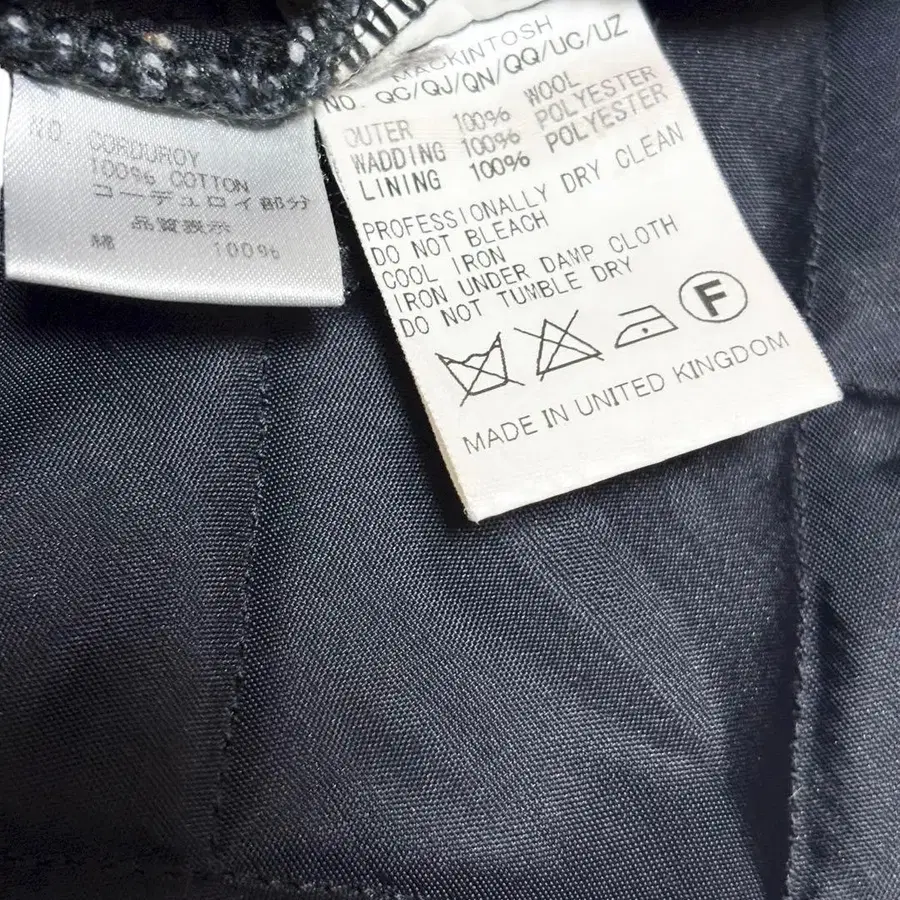 NO. CORDUROY
100% COTTON
コーデュロイ部分
品質表示
綿 100%
MACKINTOSH
NO. QC/QJ/QN/QQ/UC/UZ
OUTER 100% WOOL
WADDING 100% POLYESTER
LINING 100% POLYESTER
PROFESSIONALLY DRY CLEAN
DO NOT BLEACH
COOL IRON
IRON UNDER DAMP CLOTH
DO NOT TUMBLE DRY
F
MADE IN UNITED KINGDOM